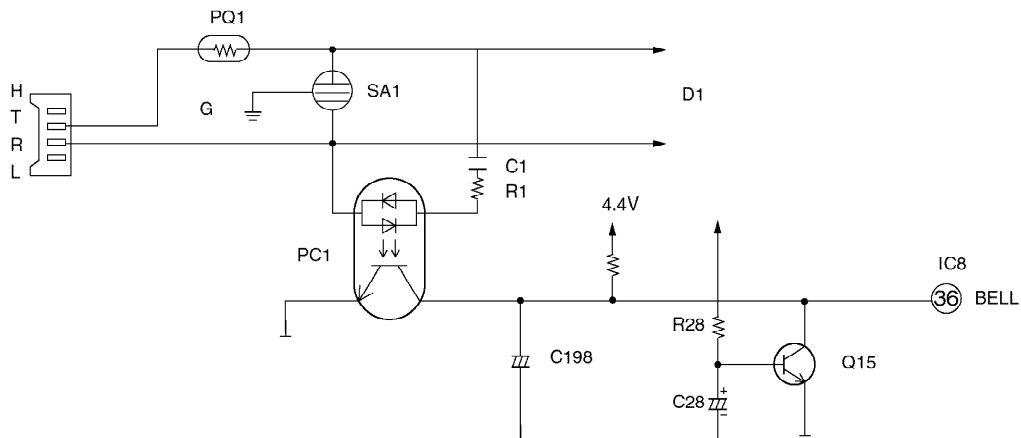 PQ1
H
T
R
L
G
SA1
D1
C1
R1
4.4V
PC1
IC8
36 BELL
R28
C198
Q15
C28
+
−